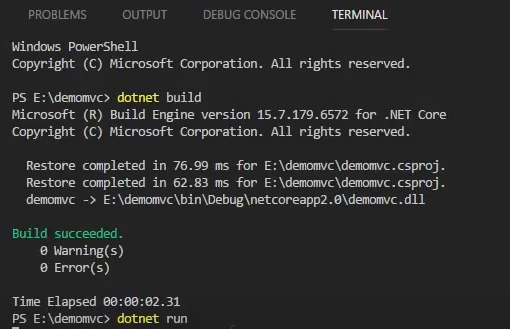 PROBLEMS OUTPUT DEBUG CONSOLE TERMINAL
Windows PowerShell
Copyright (C) Microsoft Corporation. All rights reserved.
PS E:\demomvc> dotnet build
Microsoft (R) Build Engine version 15.7.179.6572 for .NET Core
Copyright (C) Microsoft Corporation. All rights reserved.
Restore completed in 76.99 ms for E:\demomvc\demomvc.csproj.
Restore completed in 62.83 ms for E:\demomvc\demomvc.csproj.
demomvc -> E:\demomvc\bin\Debug\netcoreapp2.0\demomvc.dll
Build succeeded.
0 Warning(s)
0 Error(s)
Time Elapsed 00:00:02.31
PS E:\demomvc> dotnet run